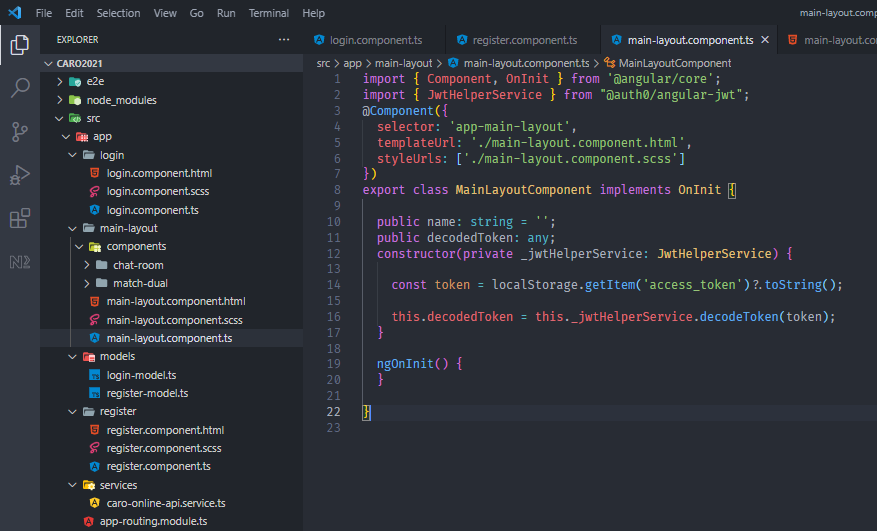 File Edit Selection View Go Run Terminal Help
main-layout.comp
EXPLORER
CARO2021
e2e
node_modules
src
app
login
login.component.html
login.component.scss
login.component.ts
main-layout
components
chat-room
match-dual
main-layout.component.html
main-layout.component.scss
main-layout.component.ts
models
login-model.ts
register-model.ts
register
register.component.html
register.component.scss
register.component.ts
services
caro-online-api.service.ts
app-routing.module.ts
login.component.ts register.component.ts main-layout.component.ts main-layout.co
src > app > main-layout > main-layout.component.ts > MainLayoutComponent
1 import { Component, OnInit } from '@angular/core';
2 import { JwtHelperService } from "@auth0/angular-jwt";
3 @Component({
4 selector: 'app-main-layout',
5 templateUrl: './main-layout.component.html',
6 styleUrls: ['./main-layout.component.scss']
7 })
8 export class MainLayoutComponent implements OnInit {
9
10 public name: string = '';
11 public decodedToken: any;
12 constructor(private _jwtHelperService: JwtHelperService) {
13
14 const token = localStorage.getItem('access_token')?.toString();
15
16 this.decodedToken = this._jwtHelperService.decodeToken(token);
17 }
18
19 ngOnInit() {
20 }
21
22 }
23